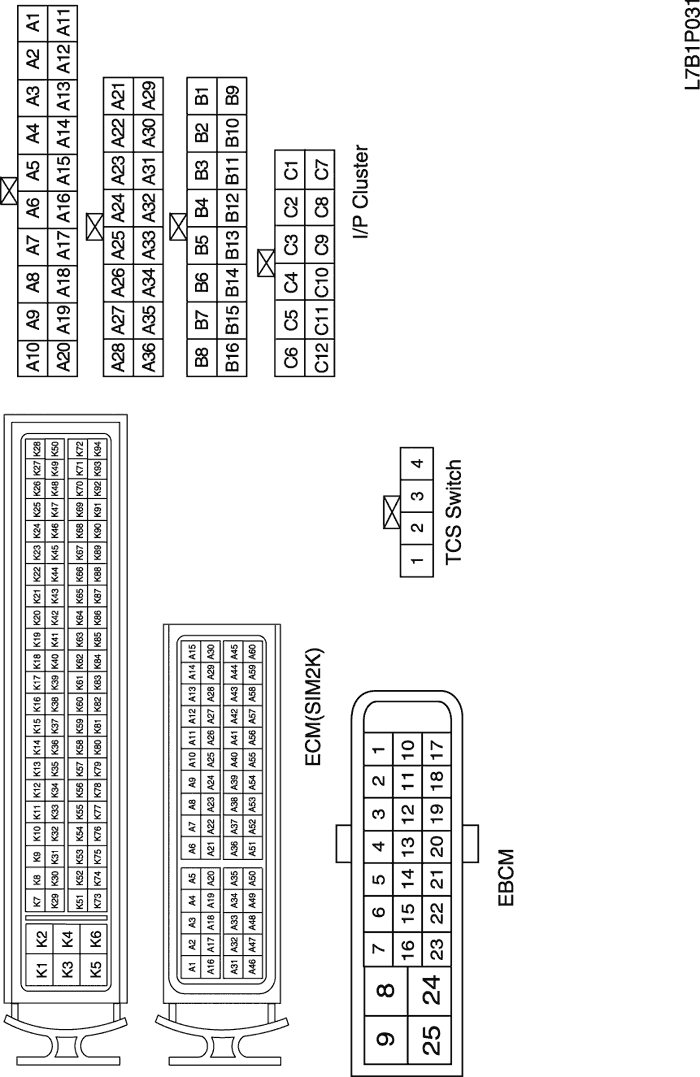 K1 K2
K3 K4
K5 K6
K7 K8 K9 K10 K11 K12 K13 K14 K15 K16 K17 K18 K19 K20 K21 K22 K23 K24 K25 K26 K27 K28
K29 K30 K31 K32 K33 K34 K35 K36 K37 K38 K39 K40 K41 K42 K43 K44 K45 K46 K47 K48 K49 K50
K51 K52 K53 K54 K55 K56 K57 K58 K59 K60 K61 K62 K63 K64 K65 K66 K67 K68 K69 K70 K71 K72
K73 K74 K75 K76 K77 K78 K79 K80 K81 K82 K83 K84 K85 K86 K87 K88 K89 K90 K91 K92 K93 K94
A1 A2 A3 A4 A5 A6 A7 A8 A9 A10 A11 A12 A13 A14 A15
A16 A17 A18 A19 A20 A21 A22 A23 A24 A25 A26 A27 A28 A29 A30
A31 A32 A33 A34 A35 A36 A37 A38 A39 A40 A41 A42 A43 A44 A45
A46 A47 A48 A49 A50 A51 A52 A53 A54 A55 A56 A57 A58 A59 A60
ECM(SIM2K)
A10 A9 A8 A7 A6 A5 A4 A3 A2 A1
A20 A19 A18 A17 A16 A15 A14 A13 A12 A11
A28 A27 A26 A25 A24 A23 A22 A21
A36 A35 A34 A33 A32 A31 A30 A29
B8 B7 B6 B5 B4 B3 B2 B1
B16 B15 B14 B13 B12 B11 B10 B9
C6 C5 C4 C3 C2 C1
C12 C11 C10 C9 C8 C7
I/P Cluster
9 8 7 6 5 4 3 2 1
16 15 14 13 12 11 10
25 24 23 22 21 20 19 18 17
EBCM
1 2 3 4
TCS Switch
L7B1P031